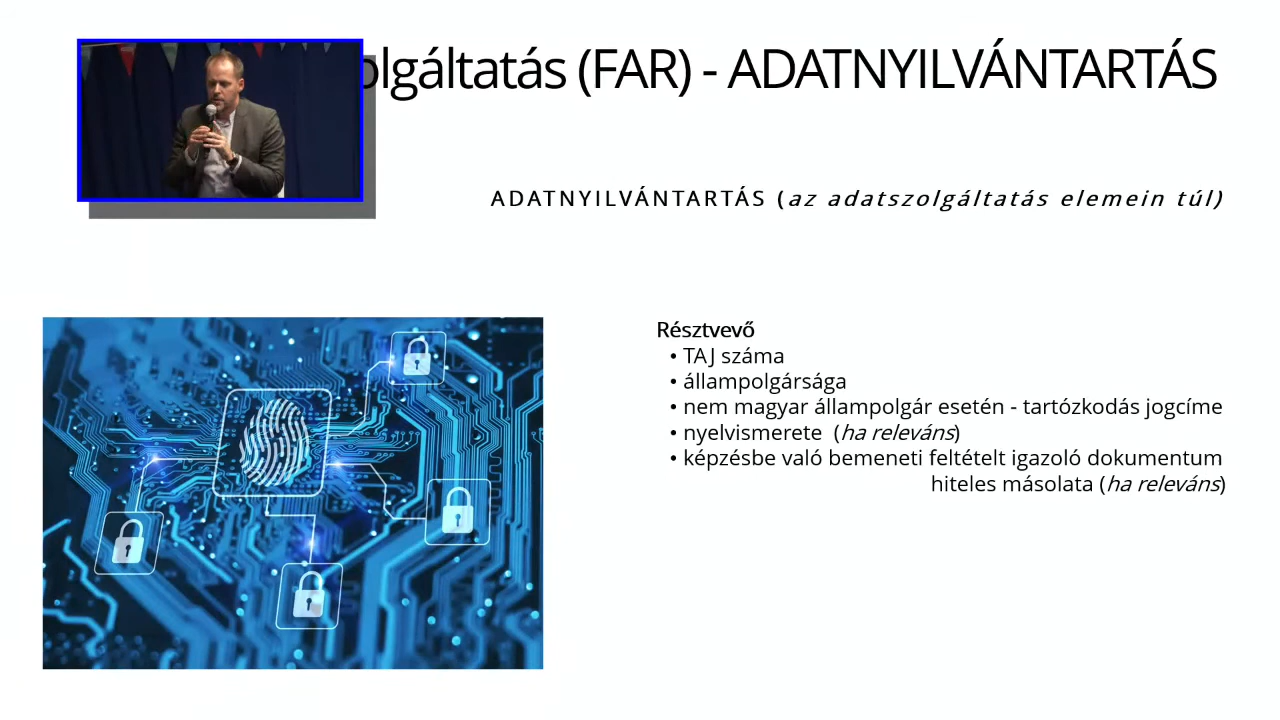 olgáltatás (FAR) - ADATNYILVÁNTARTÁS
ADATNYILVÁNTARTÁS (az adatszolgáltatás elemein túl)
Résztvevő
• TAJ száma
• állampolgársága
• nem magyar állampolgár esetén - tartózkodás jogcíme
• nyelvismerete (ha releváns)
• képzésbe való bemeneti feltételt igazoló dokumentum
hiteles másolata (ha releváns)